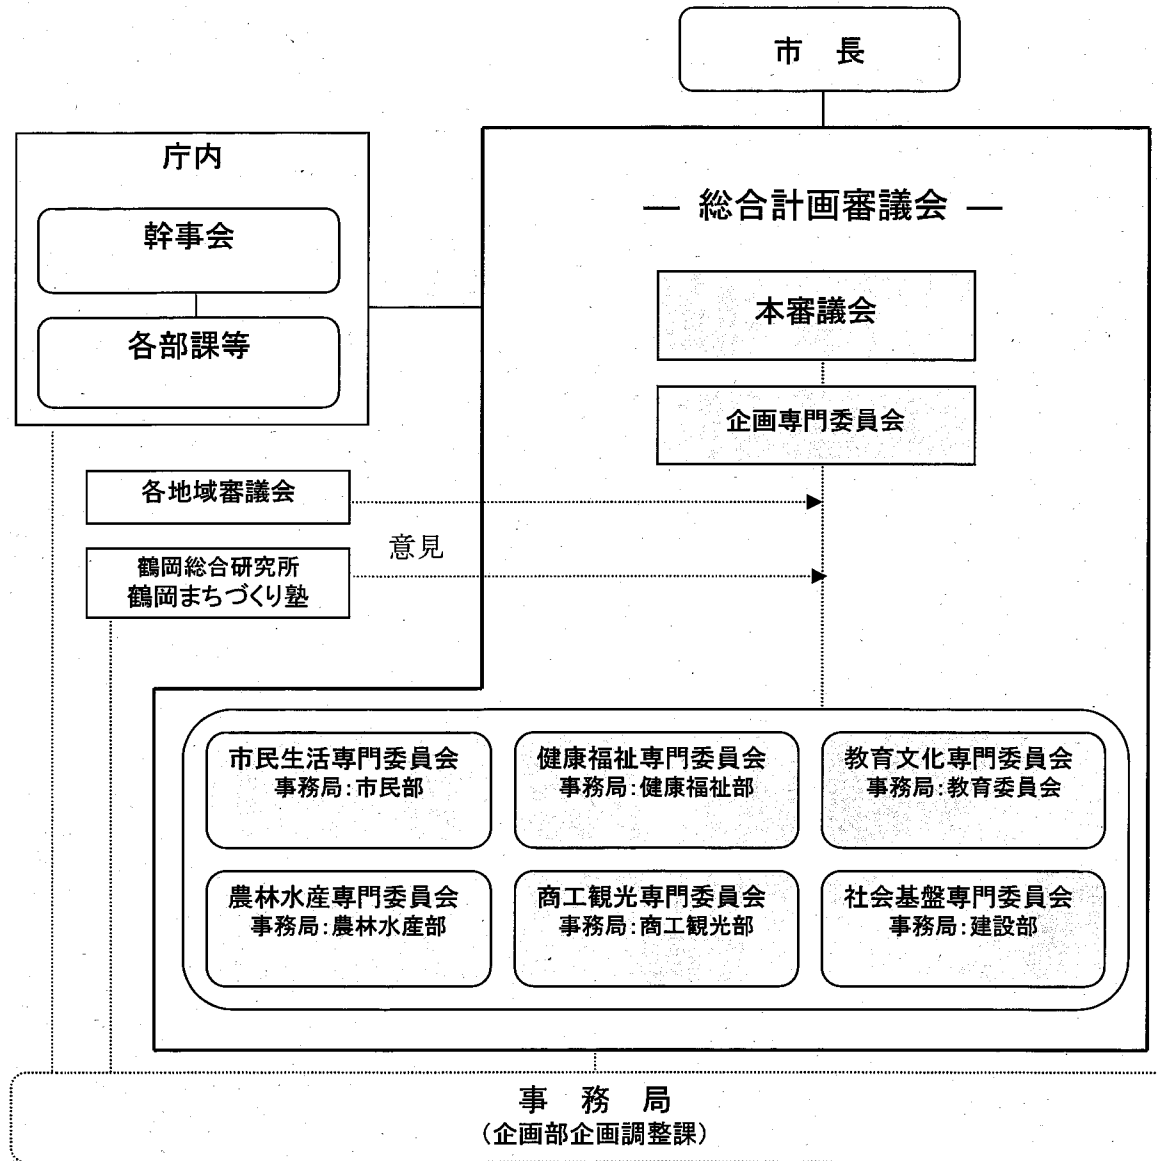 市　長
庁内
幹事会
各部課等
― 総合計画審議会 ―
本審議会
企画専門委員会
各地域審議会
意見
鶴岡総合研究所
鶴岡まちづくり塾
市民生活専門委員会
事務局:市民部
健康福祉専門委員会
事務局:健康福祉部
教育文化専門委員会
事務局:教育委員会
農林水産専門委員会
事務局:農林水産部
商工観光専門委員会
事務局:商工観光部
社会基盤専門委員会
事務局:建設部
事　務　局
(企画部企画調整課)